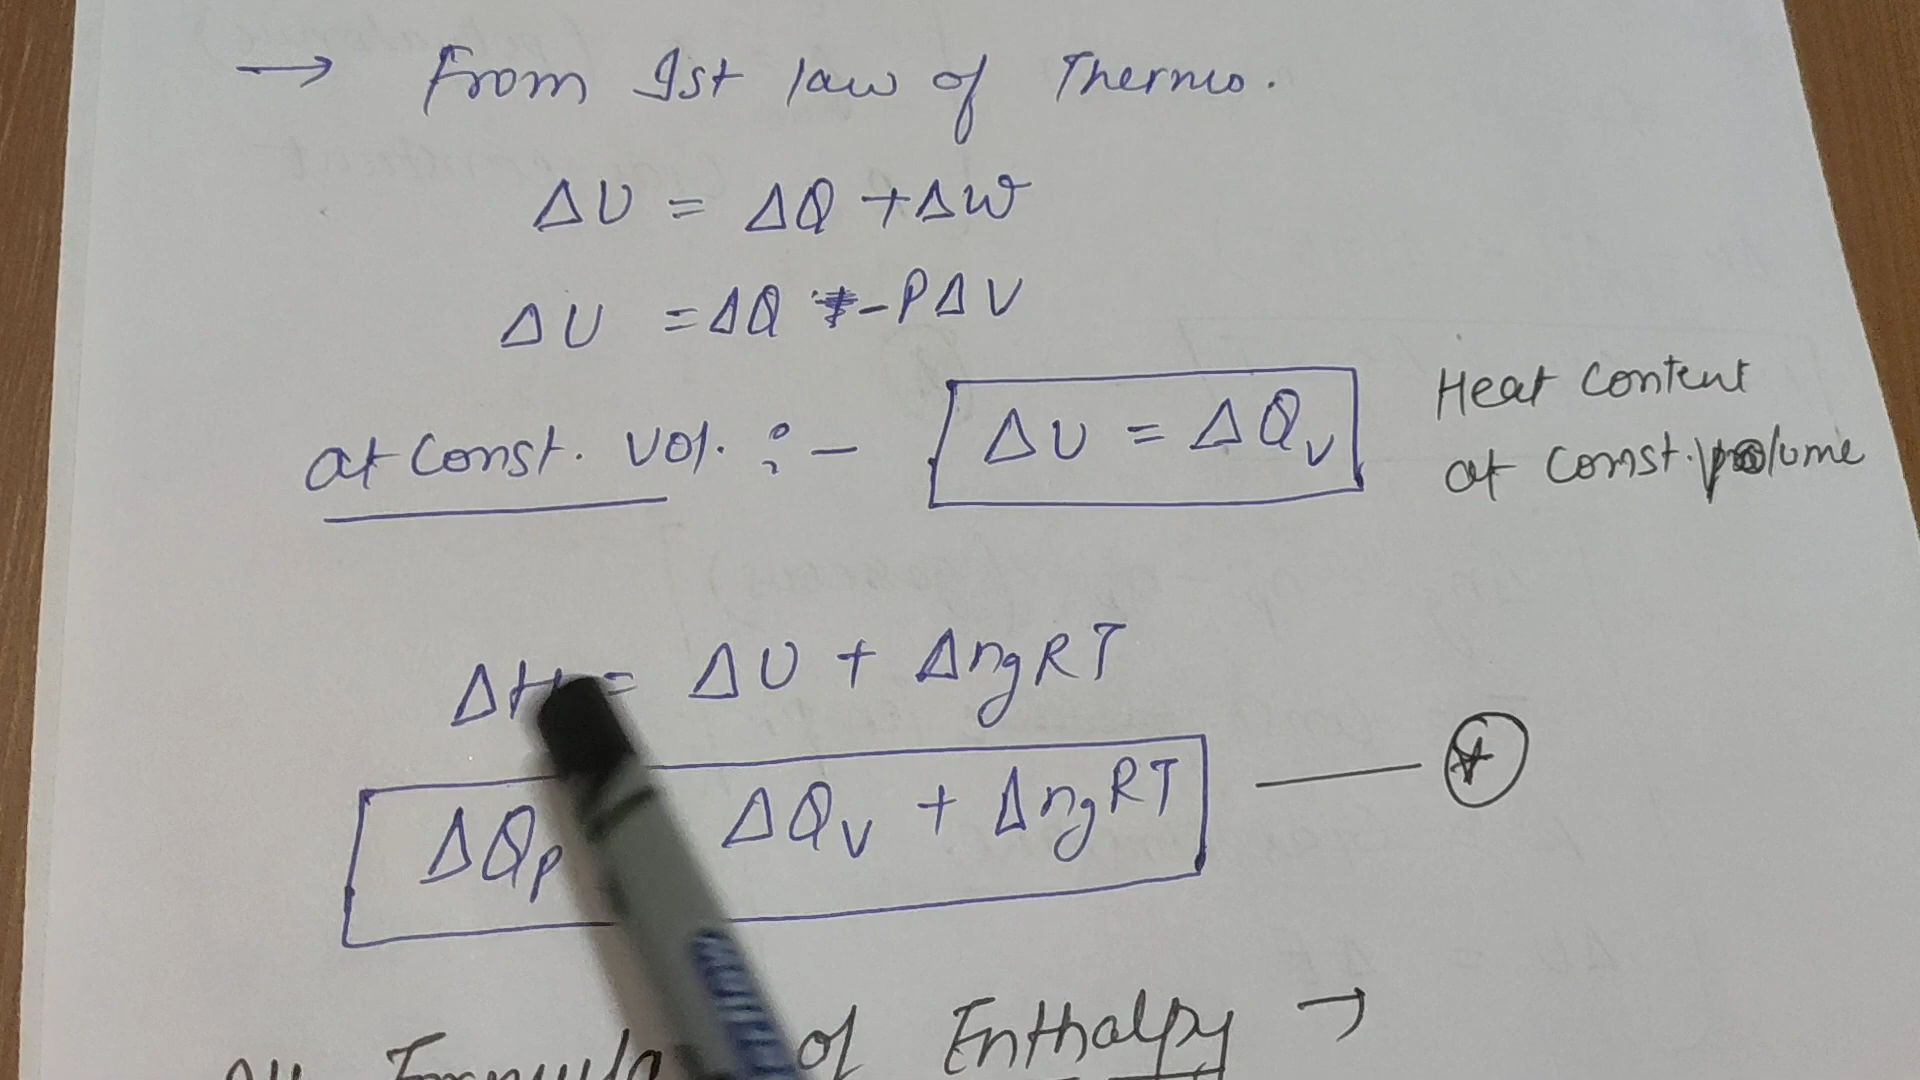 → From Ist law of Thermo.
ΔU = ΔQ + ΔW
ΔU = ΔQ - PΔV
at Const. Vol. :- ΔU = ΔQv
Heat Content
at Const. volume
ΔH = ΔU + ΔngRT
ΔQp ΔQv + ΔngRT
Formula of Enthalpy →